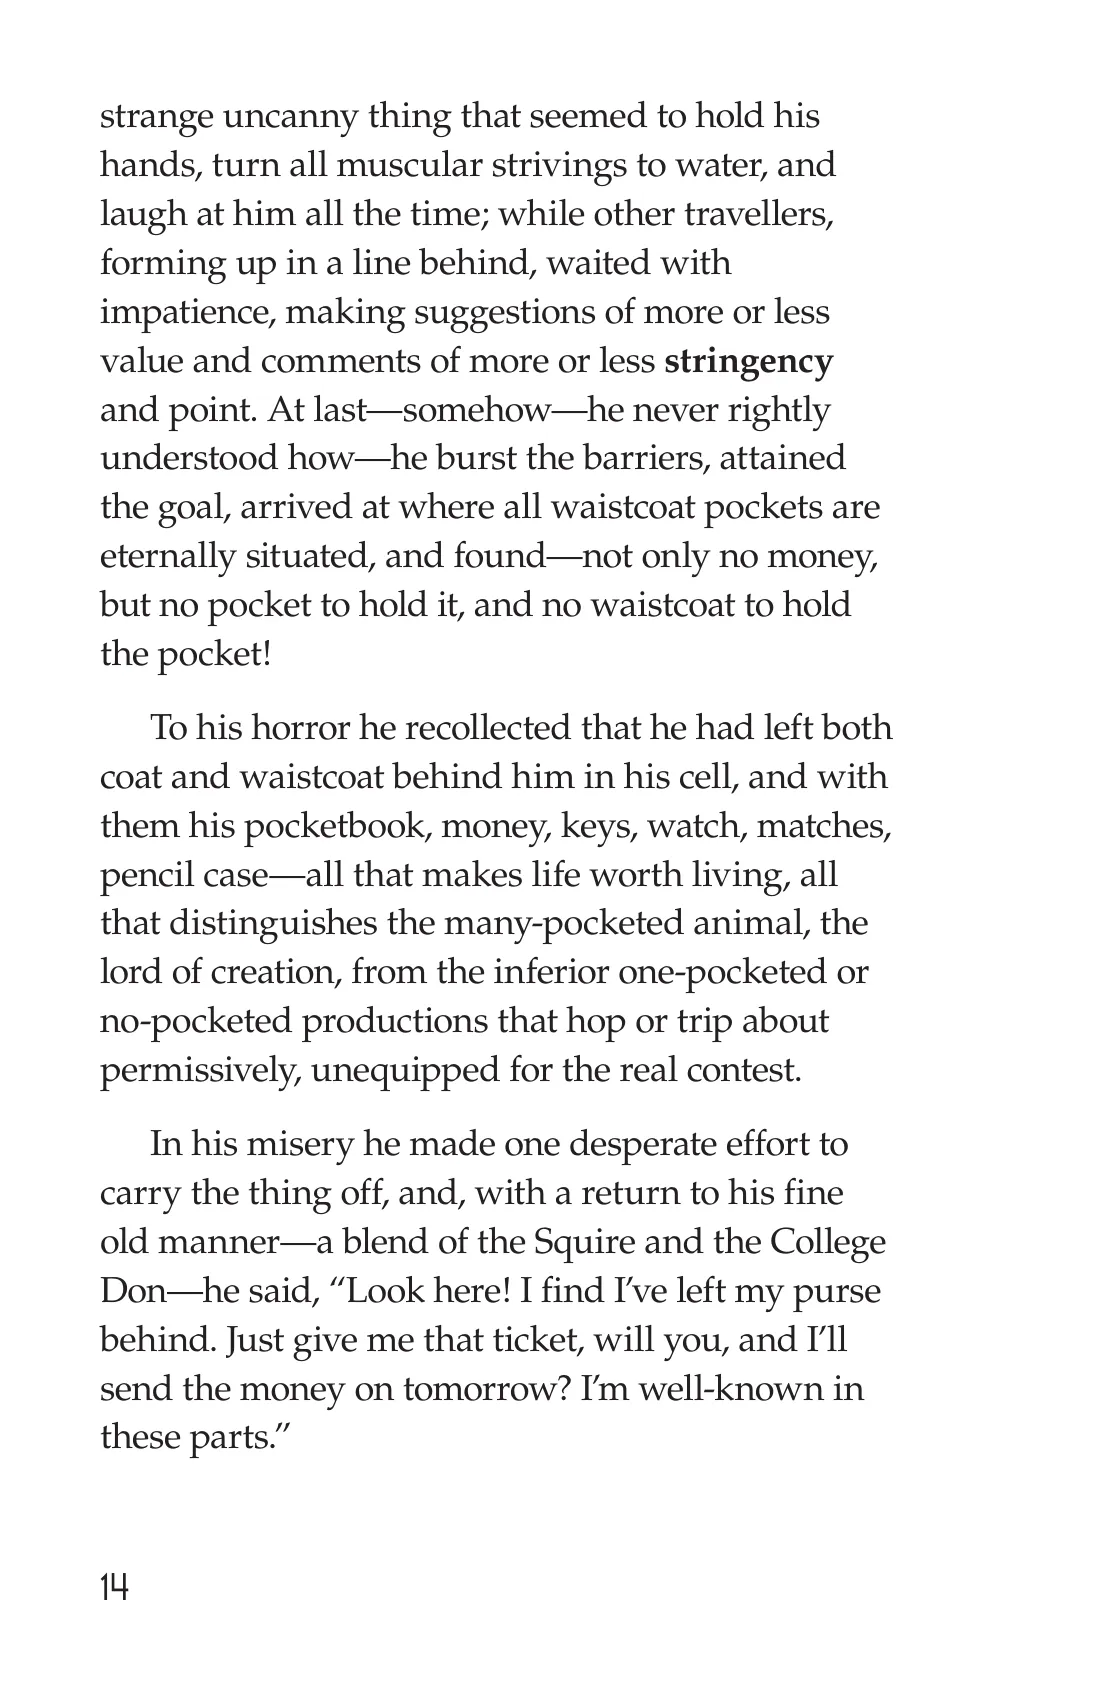 strange uncanny thing that seemed to hold his
hands, turn all muscular strivings to water, and
laugh at him all the time; while other travellers,
forming up in a line behind, waited with
impatience, making suggestions of more or less
value and comments of more or less stringency
and point. At last—somehow—he never rightly
understood how—he burst the barriers, attained
the goal, arrived at where all waistcoat pockets are
eternally situated, and found—not only no money,
but no pocket to hold it, and no waistcoat to hold
the pocket!
To his horror he recollected that he had left both
coat and waistcoat behind him in his cell, and with
them his pocketbook, money, keys, watch, matches,
pencil case—all that makes life worth living, all
that distinguishes the many-pocketed animal, the
lord of creation, from the inferior one-pocketed or
no-pocketed productions that hop or trip about
permissively, unequipped for the real contest.
In his misery he made one desperate effort to
carry the thing off, and, with a return to his fine
old manner—a blend of the Squire and the College
Don—he said, “Look here! I find I’ve left my purse
behind. Just give me that ticket, will you, and I’ll
send the money on tomorrow? I’m well-known in
these parts.”
14